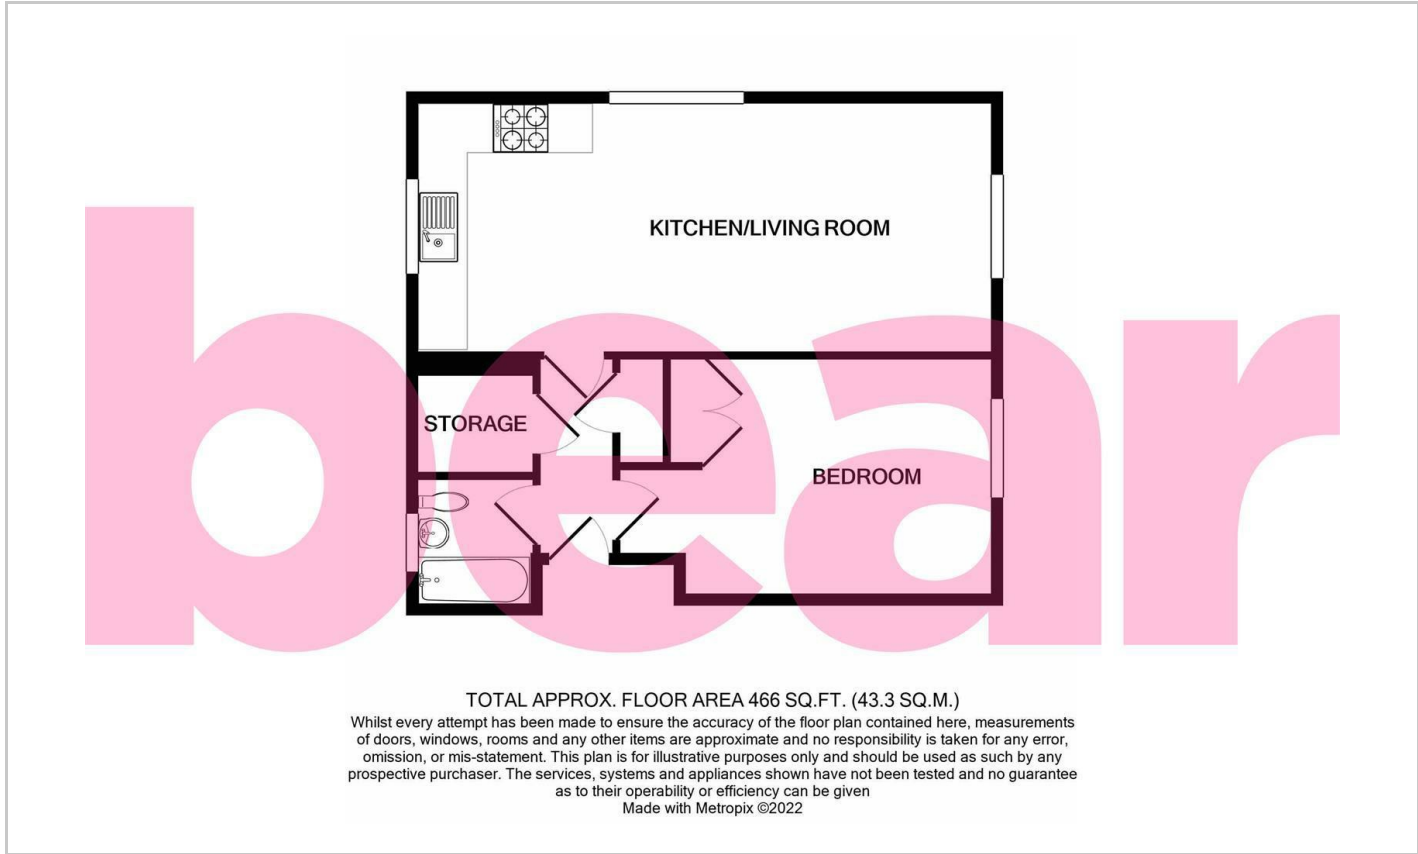 KITCHEN/LIVING ROOM
STORAGE
BEDROOM
bear
TOTAL APPROX. FLOOR AREA 466 SQ.FT. (43.3 SQ.M.)
Whilst every attempt has been made to ensure the accuracy of the floor plan contained here, measurements
of doors, windows, rooms and any other items are approximate and no responsibility is taken for any error,
omission, or mis-statement. This plan is for illustrative purposes only and should be used as such by any
prospective purchaser. The services, systems and appliances shown have not been tested and no guarantee
as to their operability or efficiency can be given
Made with Metropix ©2022